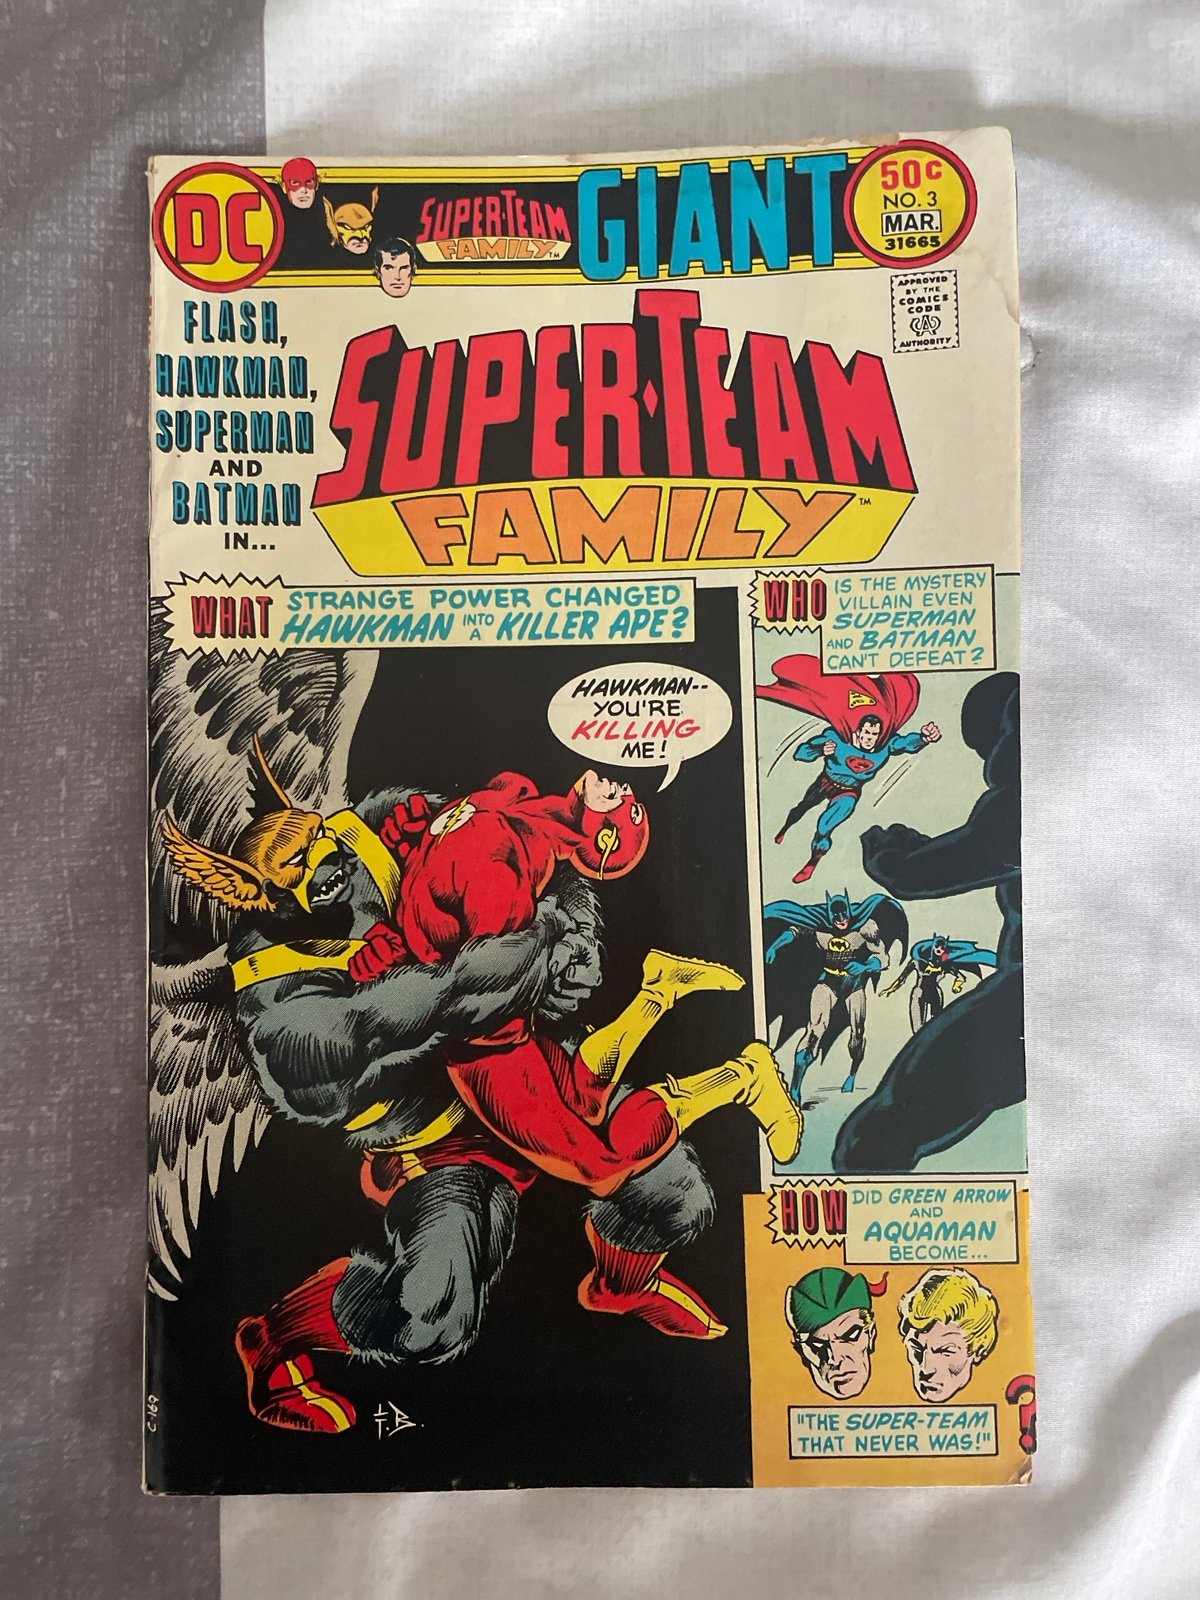 DC
SUPER-TEAM
FAMILY™
GIANT
50¢
NO. 3
MAR.
31665
APPROVED
BY THE
COMICS
CODE
CA
AUTHORITY
FLASH,
HAWKMAN,
SUPERMAN
AND
BATMAN
IN...
SUPER·TEAM
FAMILY™
WHAT STRANGE POWER CHANGED
HAWKMAN INTO A KILLER APE?
HAWKMAN--
YOU'RE
KILLING
ME!
WHO IS THE MYSTERY
VILLAIN EVEN
SUPERMAN
AND BATMAN
CAN'T DEFEAT?
S
HOW DID GREEN ARROW
AND
AQUAMAN
BECOME...
"THE SUPER-TEAM
THAT NEVER WAS!"
?
C-169
T.B.